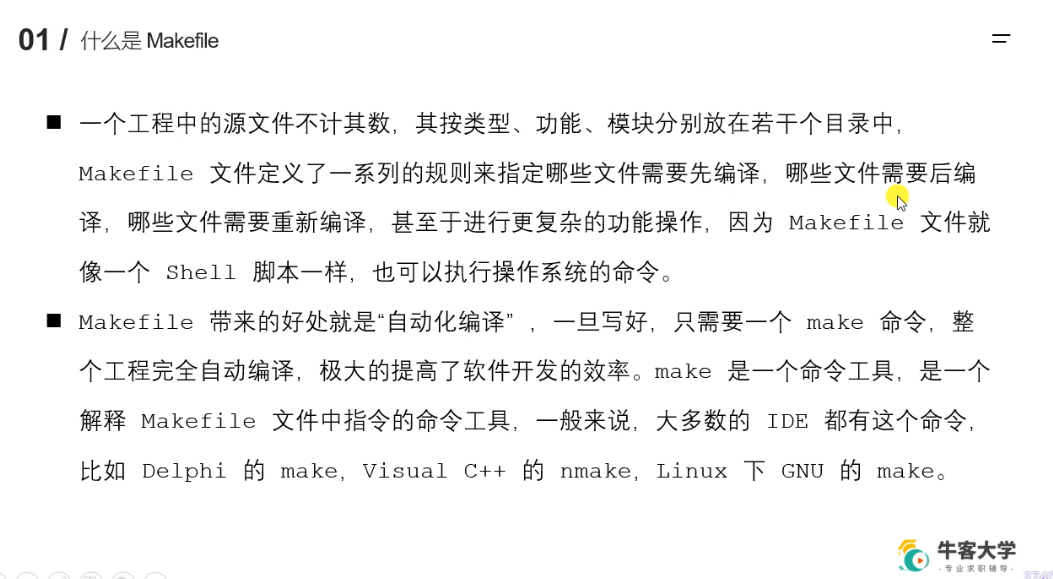 01 / 什么是 Makefile
■ 一个工程中的源文件不计其数，其按类型、功能、模块分别放在若干个目录中，
Makefile 文件定义了一系列的规则来指定哪些文件需要先编译，哪些文件需要后编
译，哪些文件需要重新编译，甚至于进行更复杂的功能操作，因为 Makefile 文件就
像一个 Shell 脚本一样，也可以执行操作系统的命令。
■ Makefile 带来的好处就是“自动化编译” ，一旦写好，只需要一个 make 命令，整
个工程完全自动编译，极大的提高了软件开发的效率。make 是一个命令工具，是一个
解释 Makefile 文件中指令的命令工具，一般来说，大多数的 IDE 都有这个命令，
比如 Delphi 的 make，Visual C++ 的 nmake，Linux 下 GNU 的 make。
牛客大学
-专业求职辅导-